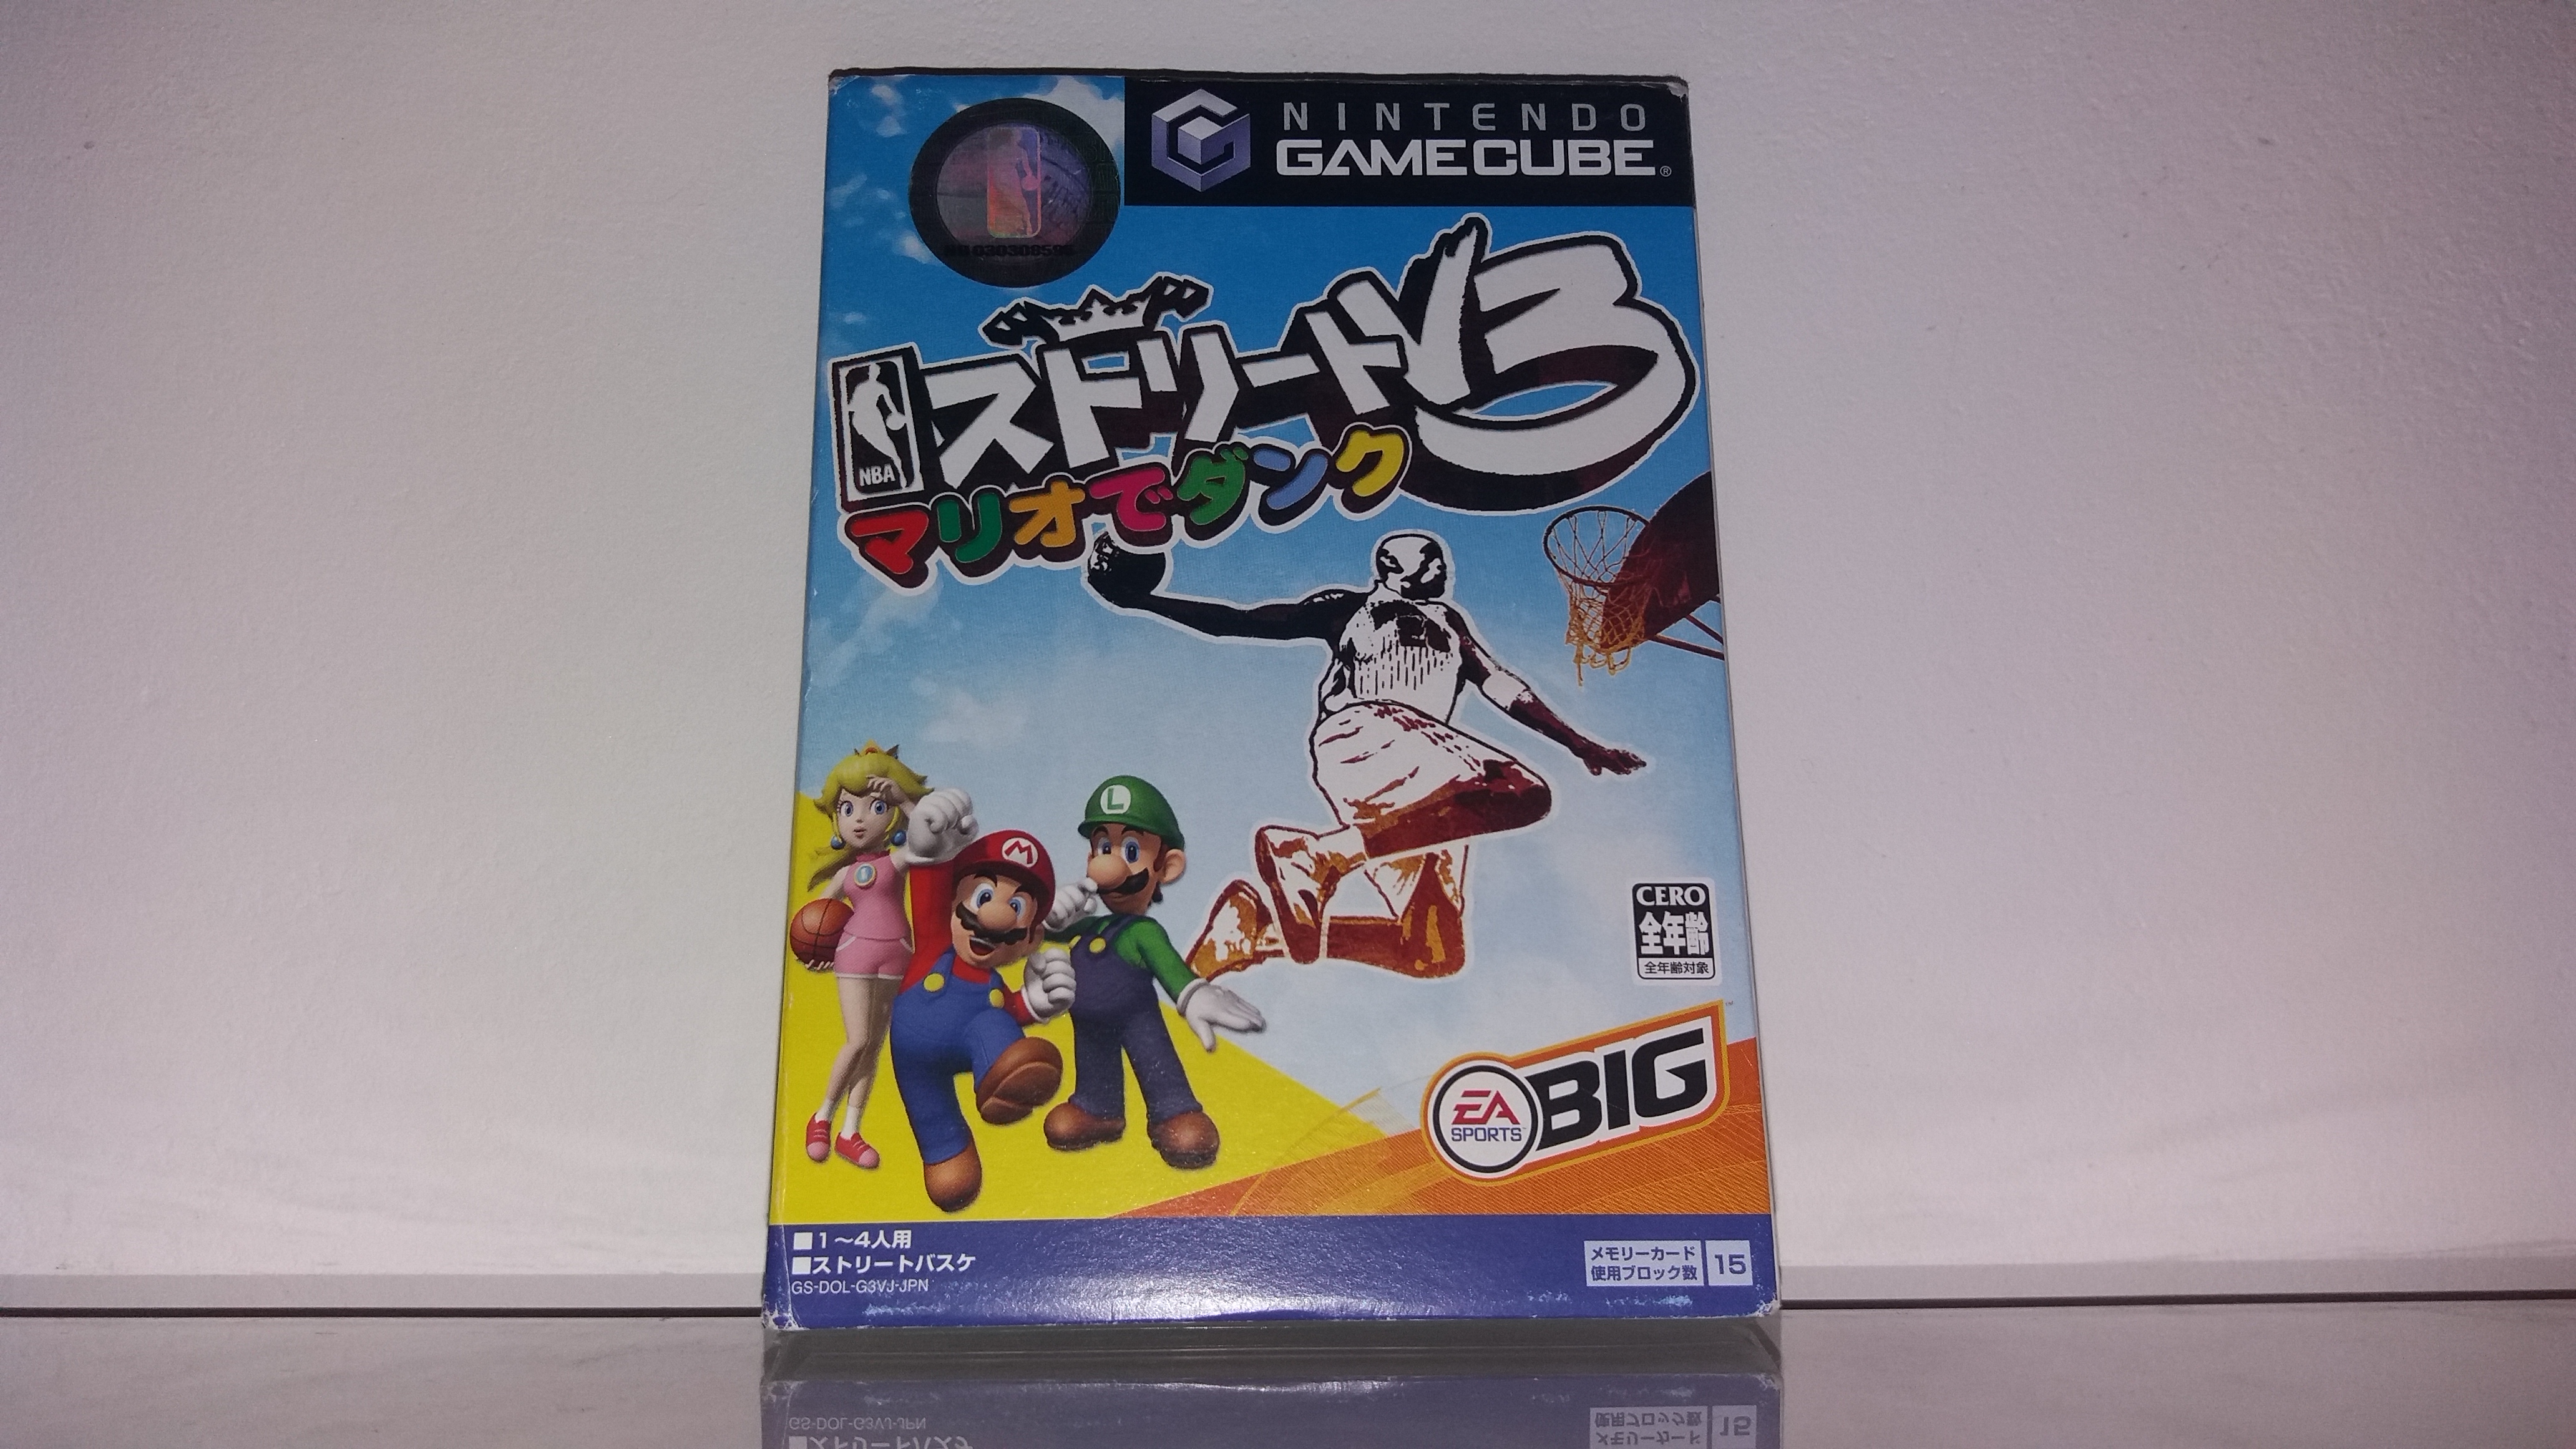 NINTENDO
GAMECUBE®
NBA
ストリートV3
マリオでダンク
L
M
CERO
全年齢
全年齢対象
EA
SPORTS
BIG
■1～4人用
■ストリートバスケ
GS-DOL-G3VJ-JPN
メモリーカード
使用ブロック数
15